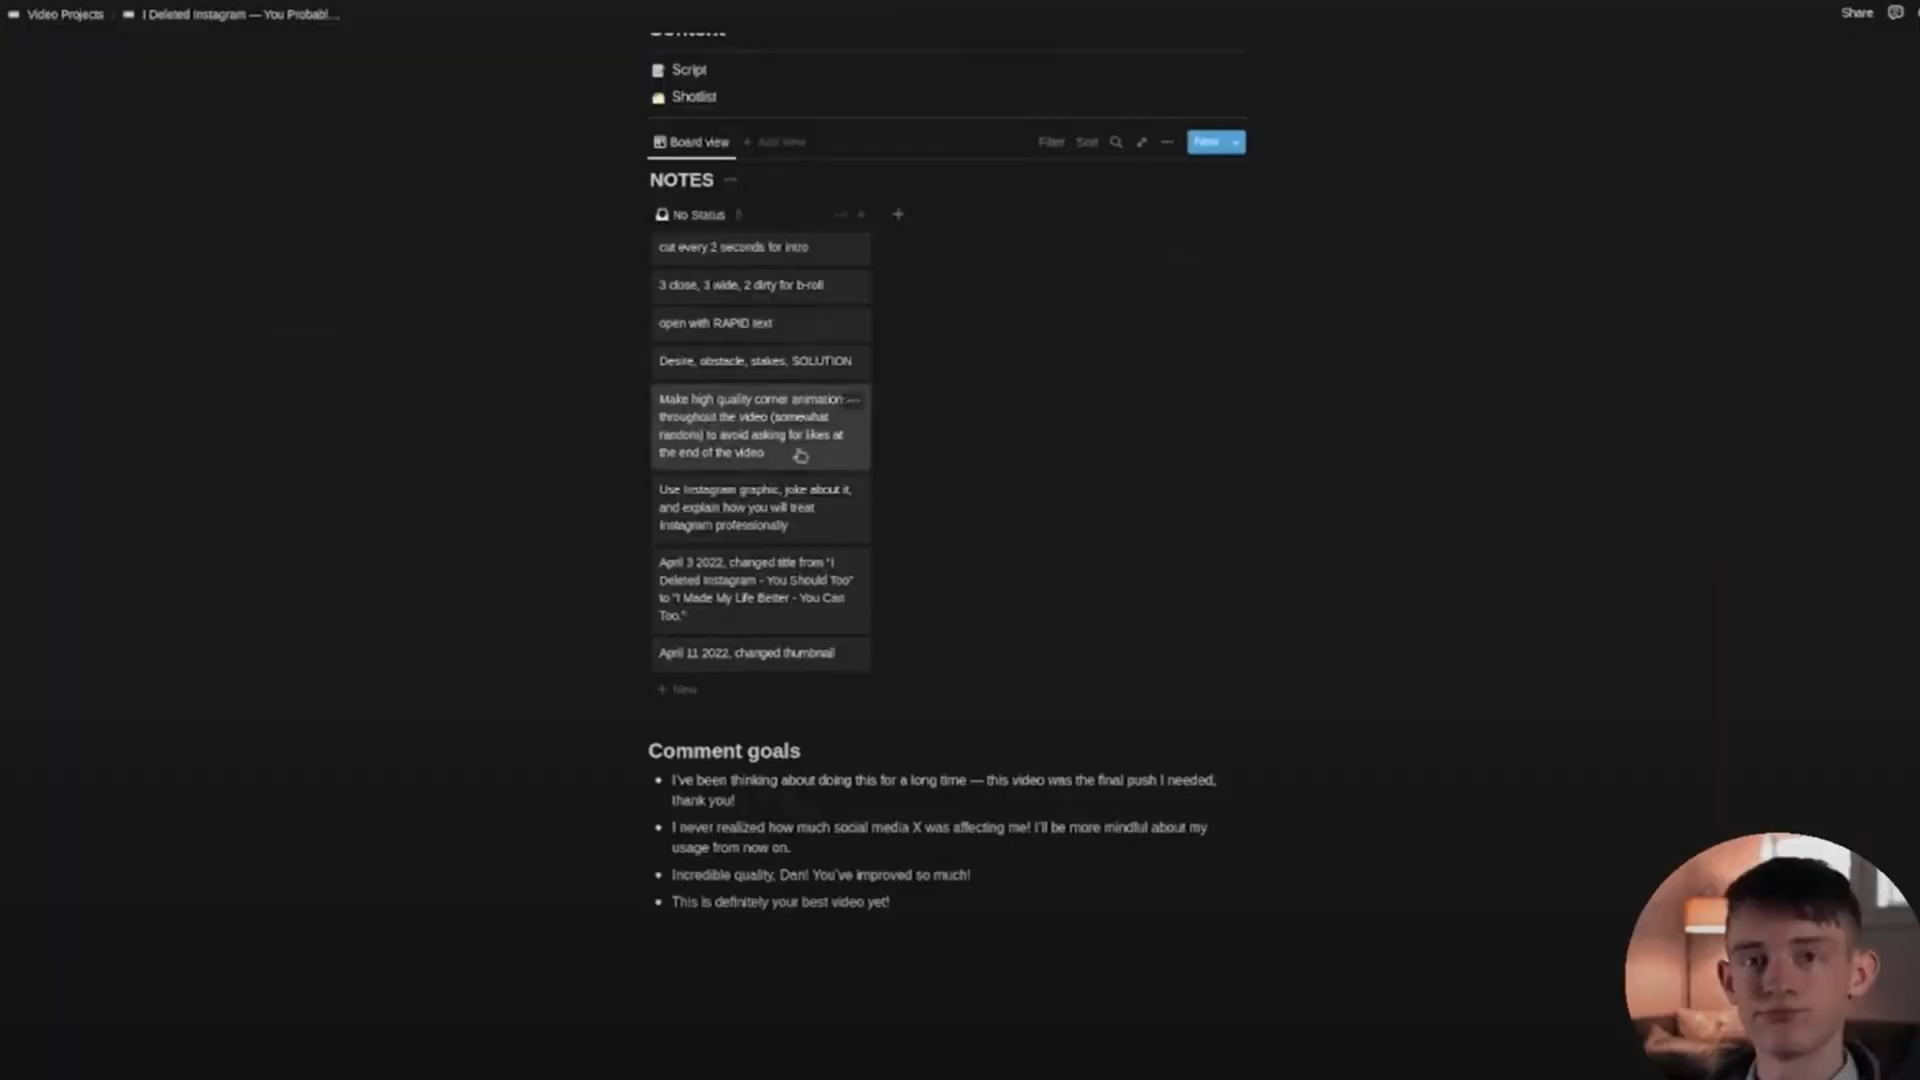 Video Projects / I Deleted Instagram — You Probabl...
Share
Content
Script
Shotlist
Board view + Add view
Filter Sort
New
NOTES
No Status
cut every 2 seconds for intro
3 close, 3 wide, 2 dirty for b-roll
open with RAPID text
Desire, obstacle, stakes, SOLUTION
Make high quality corner animation
throughout the video (somewhat
random) to avoid asking for likes at
the end of the video
Use Instagram graphic, joke about it,
and explain how you will treat
Instagram professionally
April 3 2022, changed title from "I
Deleted Instagram - You Should Too"
to "I Made My Life Better - You Can
Too."
April 11 2022, changed thumbnail
+ New
Comment goals
• I've been thinking about doing this for a long time — this video was the final push I needed,
thank you!
• I never realized how much social media X was affecting me! I'll be more mindful about my
usage from now on.
• Incredible quality, Dan! You've improved so much!
• This is definitely your best video yet!